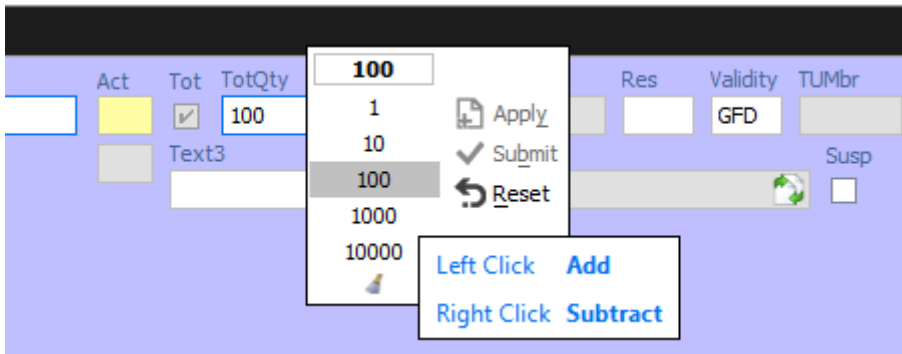 Act Tot TotQty 100 Res Validity TUMbr
100 1 Apply GFD
Text3 10 Submit Susp
100 Reset
1000
10000
Left Click Add
Right Click Subtract